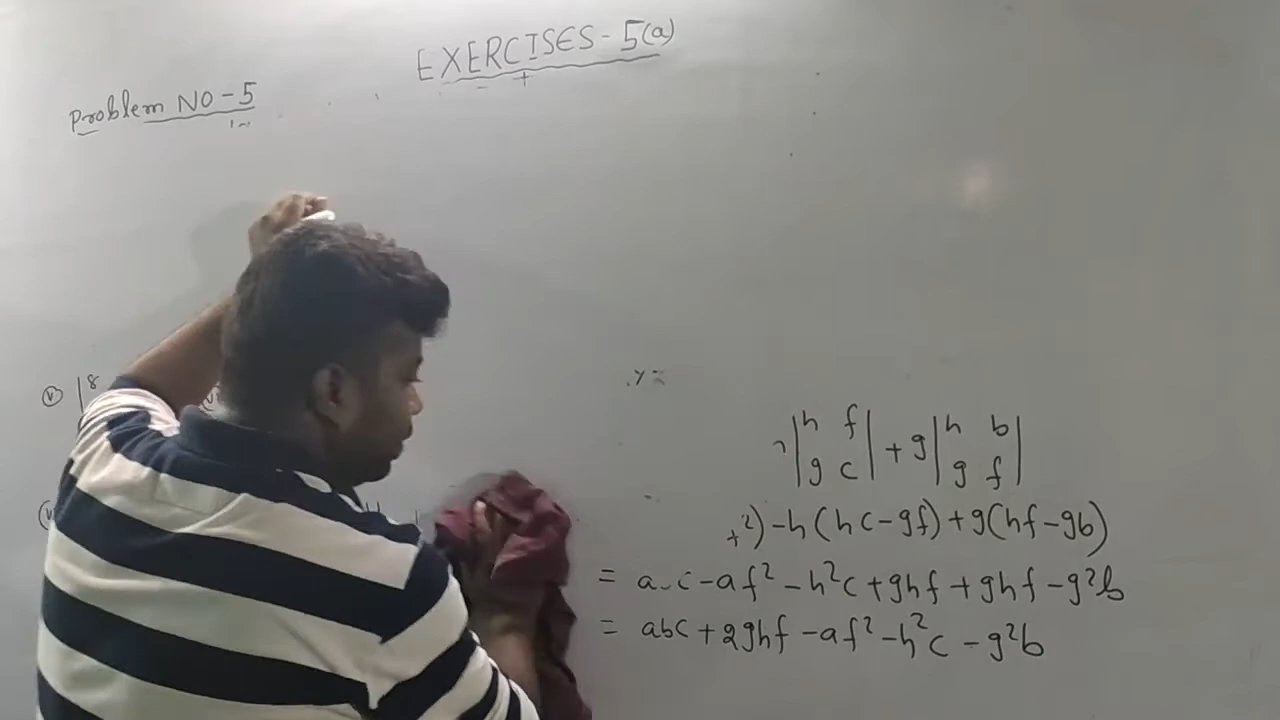 EXERCISES - 5(a)
Problem NO - 5
(v) | 8
y =
| h f | + g | h b |
| g c | | g f |
²) - h (hc - gf) + g(hf - gb)
= a c - af² - h²c + ghf + ghf - g²b
= abc + 2ghf - af² - h²c - g²b